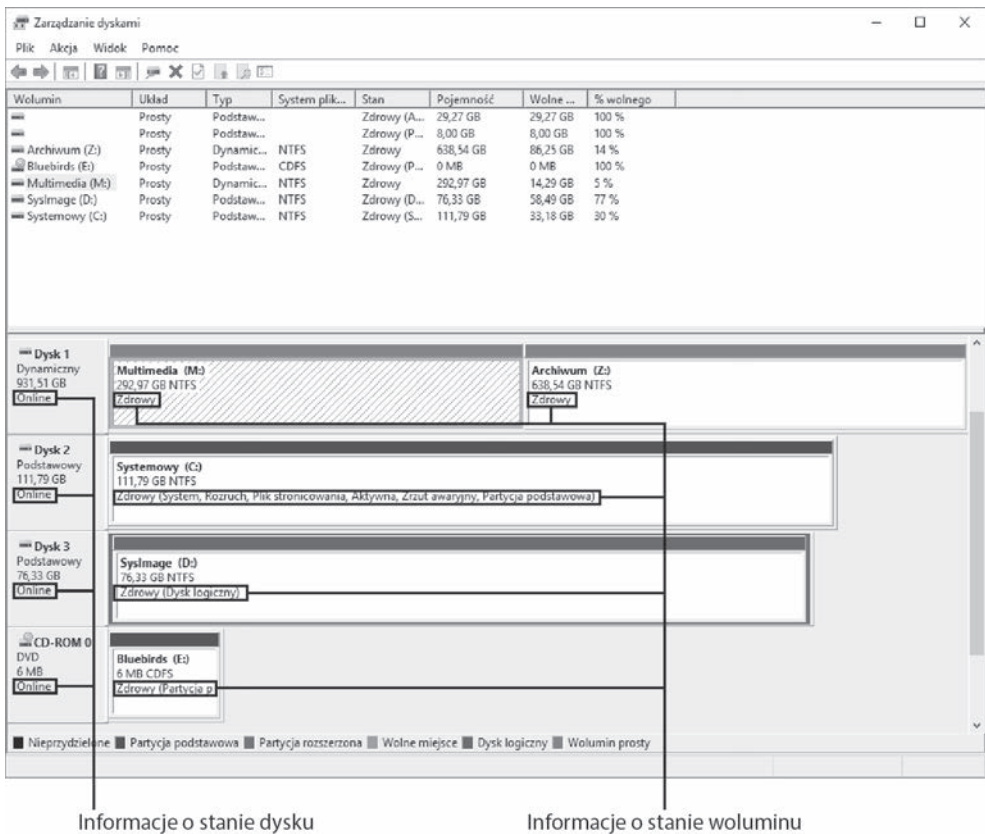 Zarządzanie dyskami
Plik Akcja Widok Pomoc
Wolumin Układ Typ System plik... Stan Pojemność Wolne ... % wolnego
Prosty Podstaw... Zdrowy (A... 29,27 GB 29,27 GB 100 %
Prosty Podstaw... Zdrowy (P... 8,00 GB 8,00 GB 100 %
Archiwum (Z:) Prosty Dynamic... NTFS Zdrowy 638,54 GB 86,25 GB 14 %
Bluebirds (E:) Prosty Podstaw... CDFS Zdrowy (P... 0 MB 0 MB 100 %
Multimedia (M:) Prosty Dynamic... NTFS Zdrowy 292,97 GB 14,29 GB 5 %
SysImage (D:) Prosty Podstaw... NTFS Zdrowy (D... 76,33 GB 58,49 GB 77 %
Systemowy (C:) Prosty Podstaw... NTFS Zdrowy (S... 111,79 GB 33,18 GB 30 %
Dysk 1
Dynamiczny
931,51 GB
Online
Multimedia (M:)
292,97 GB NTFS
Zdrowy
Archiwum (Z:)
638,54 GB NTFS
Zdrowy
Dysk 2
Podstawowy
111,79 GB
Online
Systemowy (C:)
111,79 GB NTFS
Zdrowy (System, Rozruch, Plik stronicowania, Aktywna, Zrzut awaryjny, Partycja podstawowa)
Dysk 3
Podstawowy
76,33 GB
Online
SysImage (D:)
76,33 GB NTFS
Zdrowy (Dysk logiczny)
CD-ROM 0
DVD
6 MB
Online
Bluebirds (E:)
6 MB CDFS
Zdrowy (Partycja p
Nieprzydzielone Partycja podstawowa Partycja rozszerzona Wolne miejsce Dysk logiczny Wolumin prosty
Informacje o stanie dysku Informacje o stanie woluminu